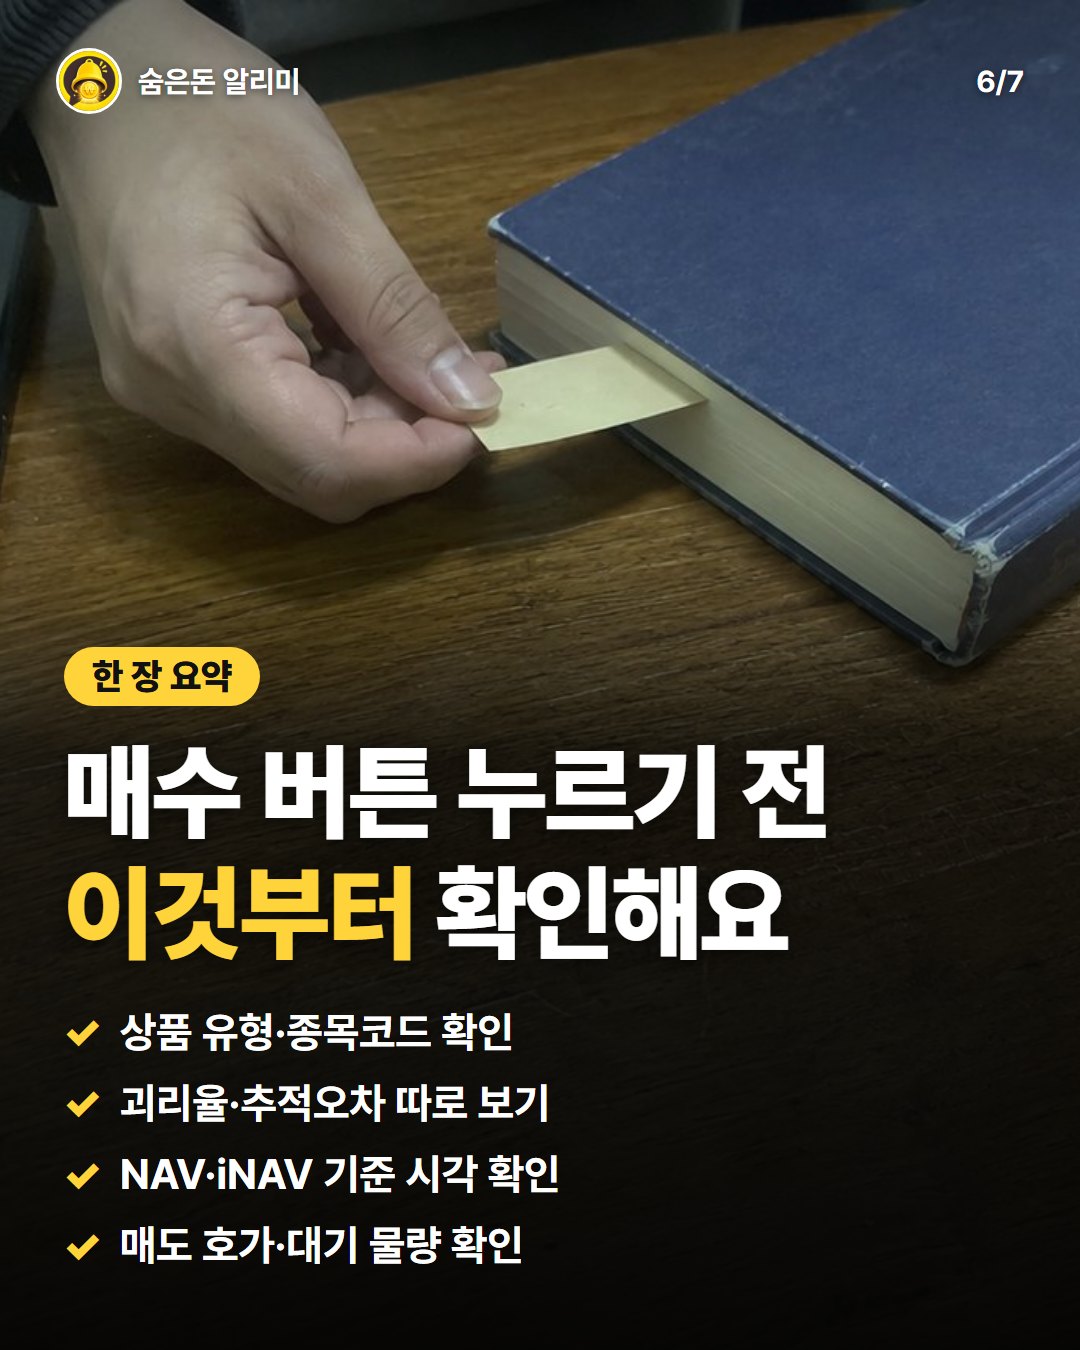 숨은돈 알리미
6/7
한 장 요약
매수 버튼 누르기 전
이것부터 확인해요
상품 유형·종목코드 확인
괴리율·추적오차 따로 보기
NAV·iNAV 기준 시각 확인
매도 호가·대기 물량 확인